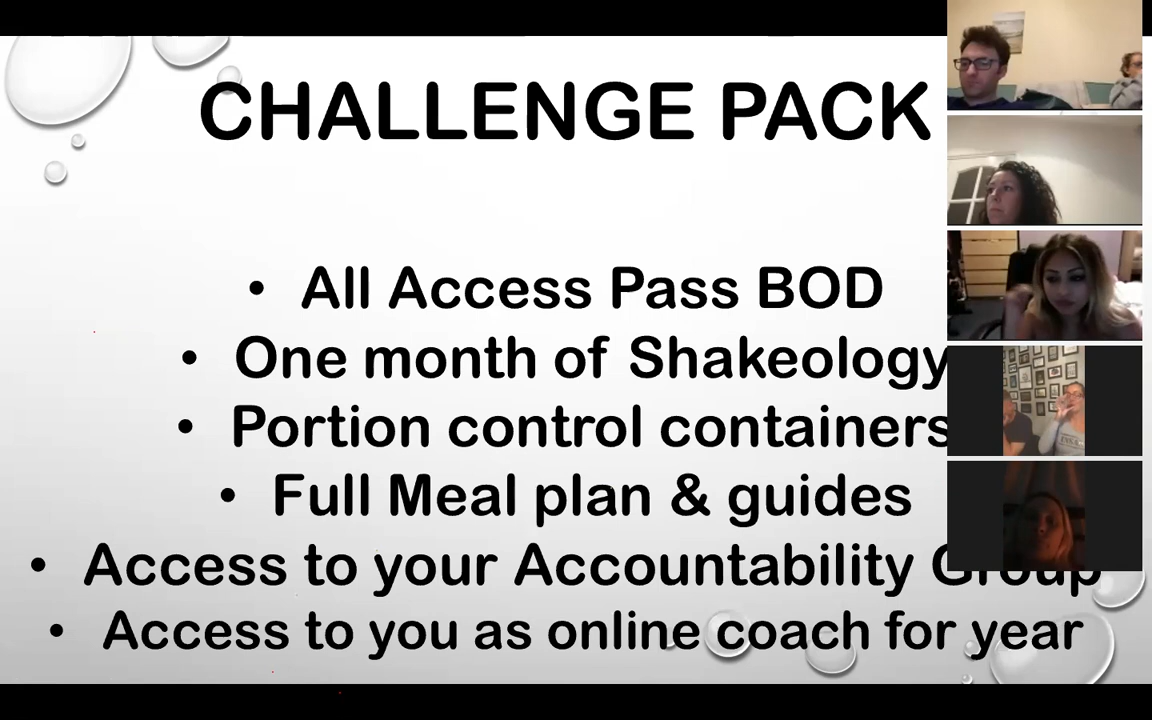 CHALLENGE PACK
• All Access Pass BOD
• One month of Shakeology
• Portion control containers
• Full Meal plan & guides
• Access to your Accountability Group
• Access to you as online coach for year